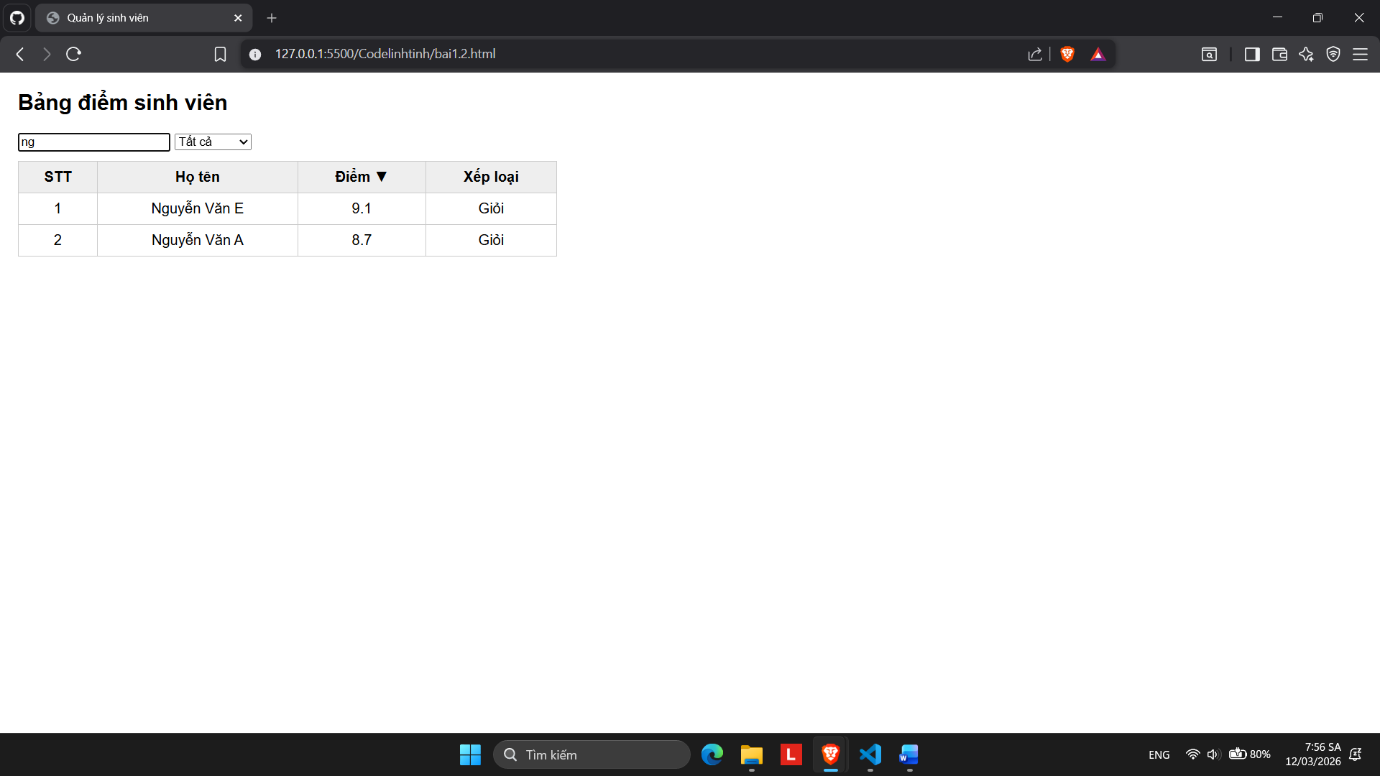 Quản lý sinh viên
127.0.0.1:5500/Codelinhtinh/bai1.2.html
Bảng điểm sinh viên
ng Tất cả
STT Họ tên Điểm ▼ Xếp loại
1 Nguyễn Văn E 9.1 Giỏi
2 Nguyễn Văn A 8.7 Giỏi
Tìm kiếm
L
W
ENG
80%
7:56 SA
12/03/2026